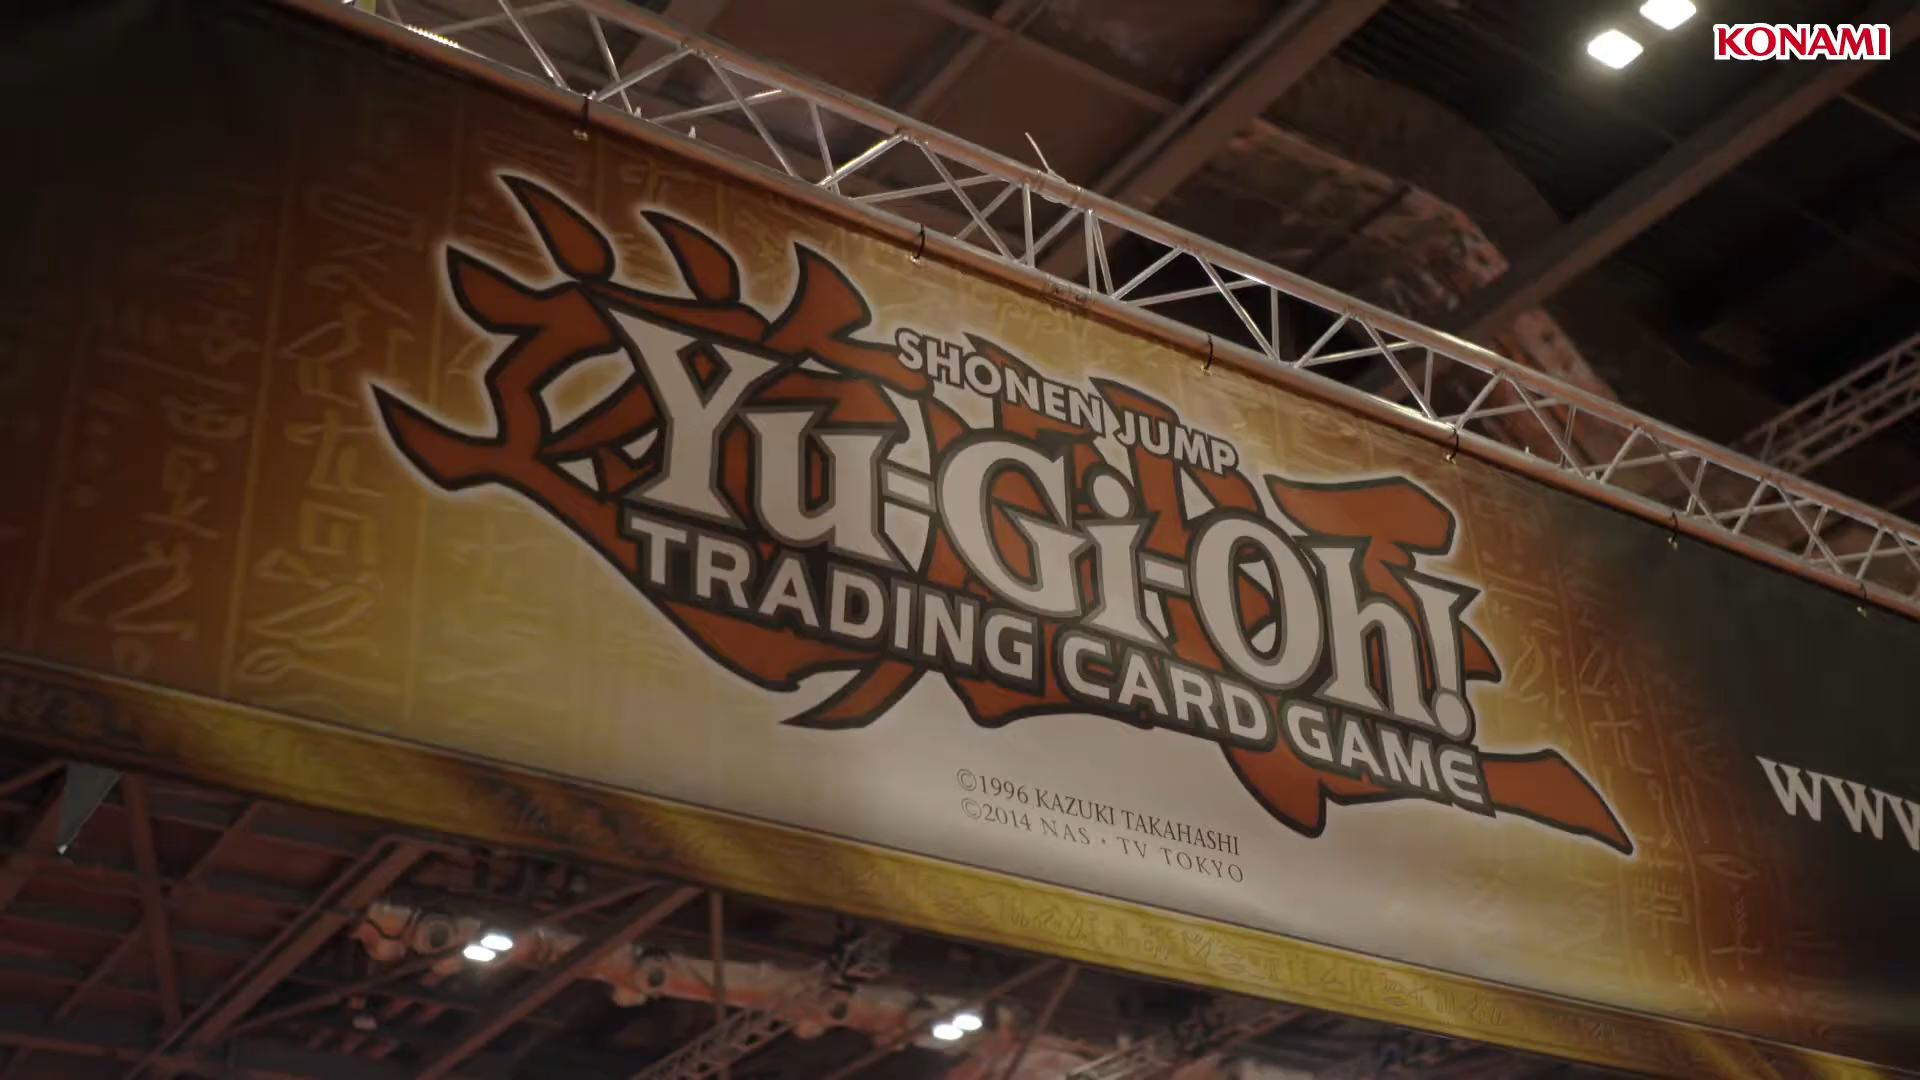 KONAMI
SHONEN JUMP
Yu-Gi-Oh!
TRADING CARD GAME
©1996 KAZUKI TAKAHASHI
©2014 NAS・TV TOKYO
www